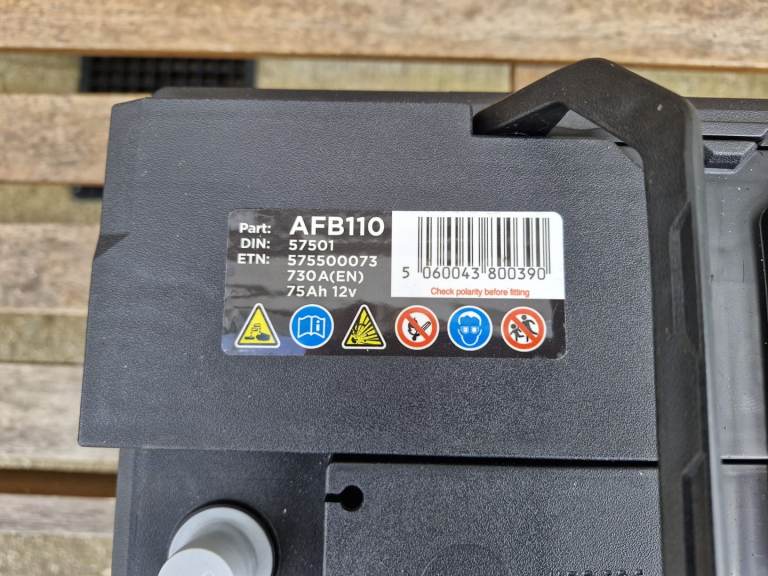 Part: AFB110
DIN: 57501
ETN: 575500073
730A(EN)
75Ah 12v
5 060043 800390
Check polarity before fitting